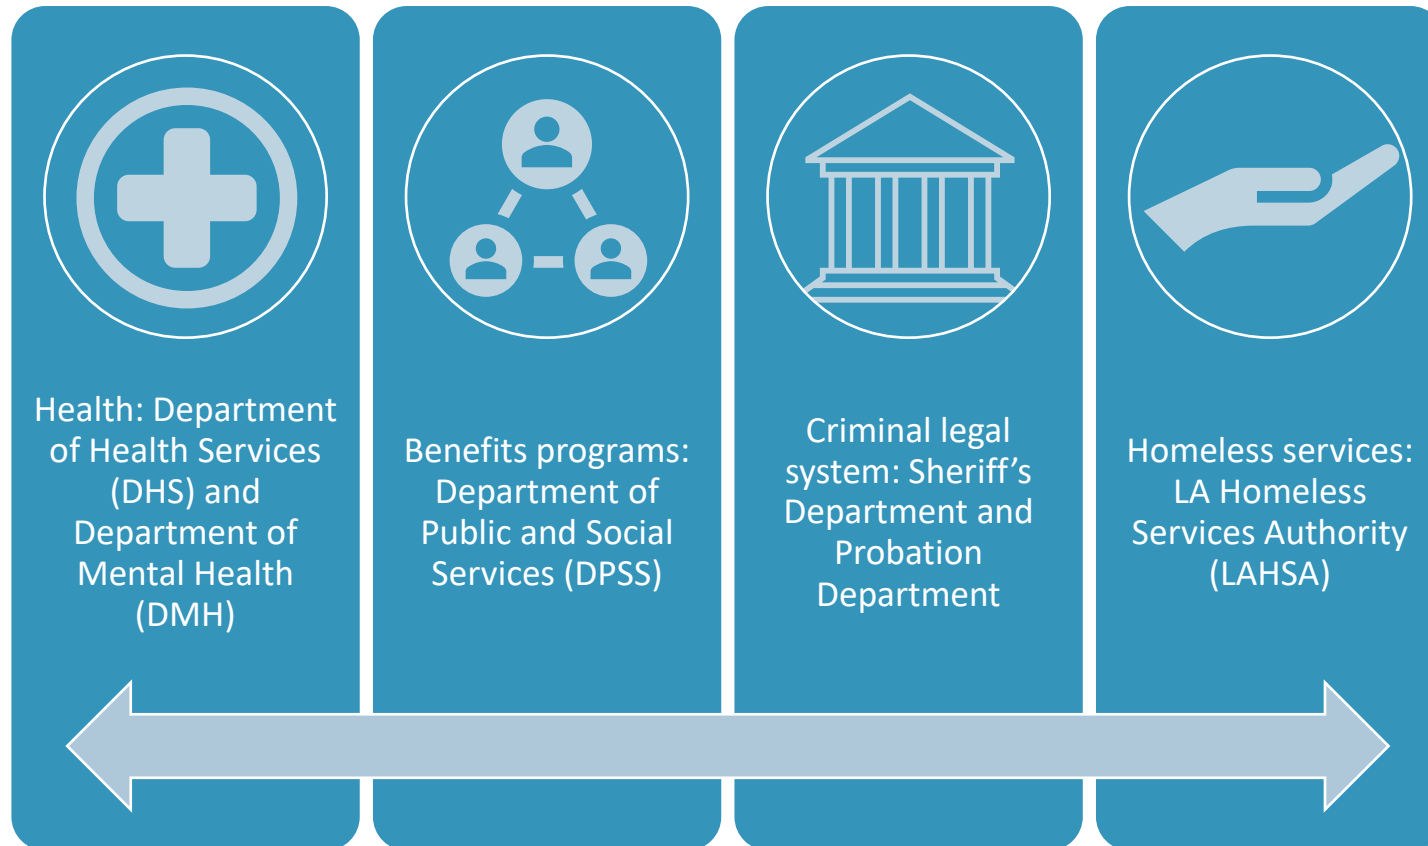 Health: Department
of Health Services
(DHS) and
Department of
Mental Health
(DMH)
Benefits programs:
Department of
Public and Social
Services (DPSS)
Criminal legal
system: Sheriff’s
Department and
Probation
Department
Homeless services:
LA Homeless
Services Authority
(LAHSA)